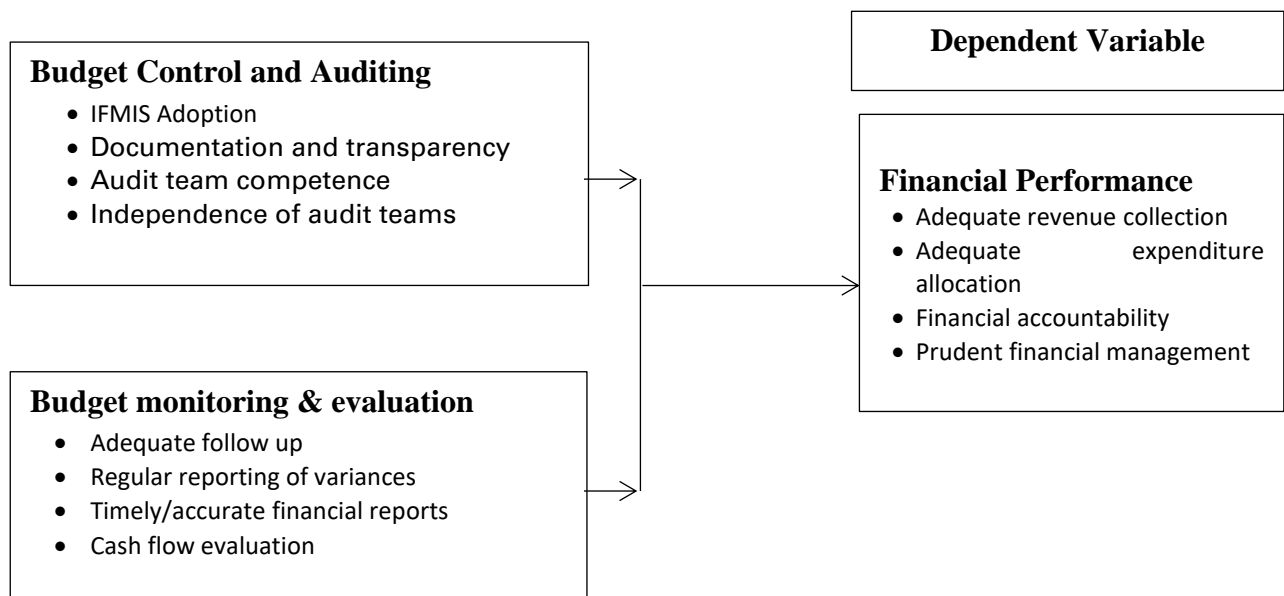 Budget Control and Auditing
• IFMIS Adoption
• Documentation and transparency
• Audit team competence
• Independence of audit teams
Budget monitoring & evaluation
• Adequate follow up
• Regular reporting of variances
• Timely/accurate financial reports
• Cash flow evaluation
Dependent Variable
Financial Performance
• Adequate revenue collection
• Adequate expenditure
allocation
• Financial accountability
• Prudent financial management